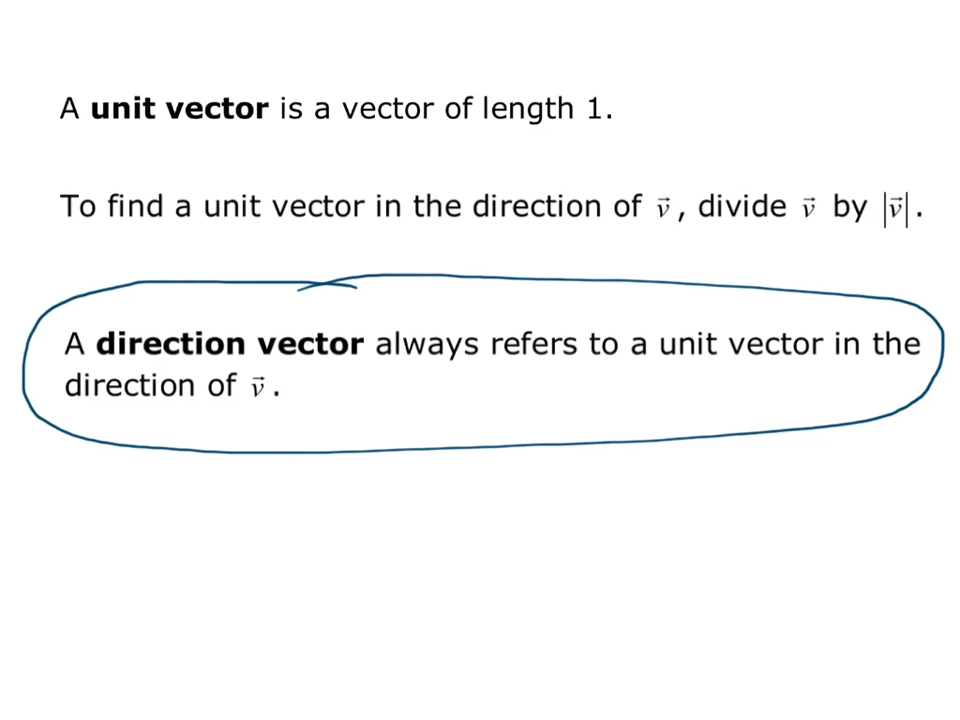 A unit vector is a vector of length 1.
To find a unit vector in the direction of v⃗, divide v⃗ by |v⃗|.
A direction vector always refers to a unit vector in the
direction of v⃗.